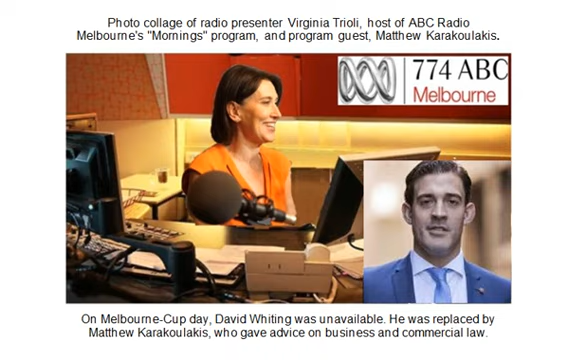 Photo collage of radio presenter Virginia Trioli, host of ABC Radio
Melbourne's "Mornings" program, and program guest, Matthew Karakoulakis.
774 ABC
Melbourne
On Melbourne-Cup day, David Whiting was unavailable. He was replaced by
Matthew Karakoulakis, who gave advice on business and commercial law.